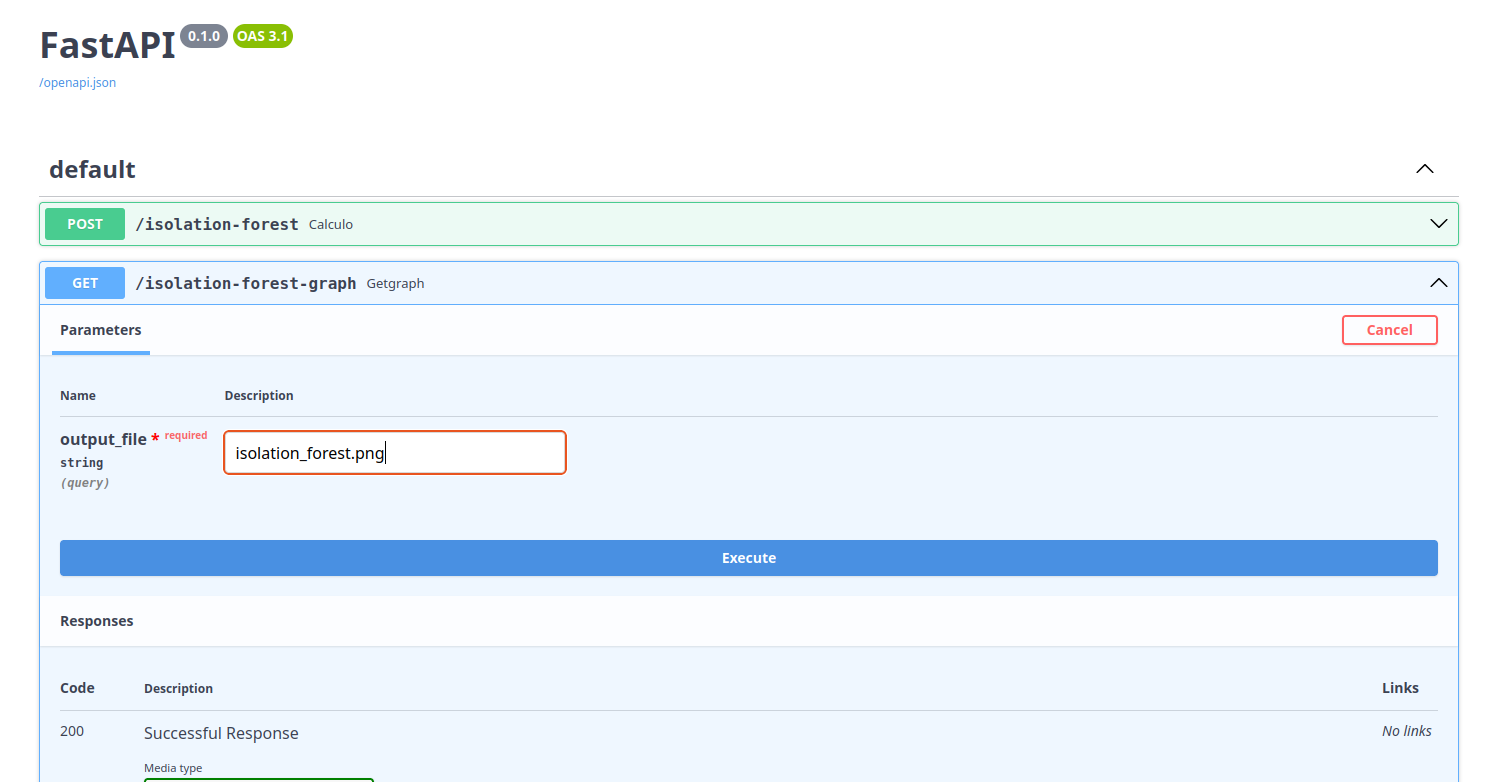 FastAPI 0.1.0 OAS 3.1
/openapi.json
default
POST /isolation-forest Calculo
GET /isolation-forest-graph Getgraph
Parameters Cancel
Name Description
output_file * required isolation_forest.png
string
(query)
Execute
Responses
Code Description Links
200 Successful Response No links
Media type